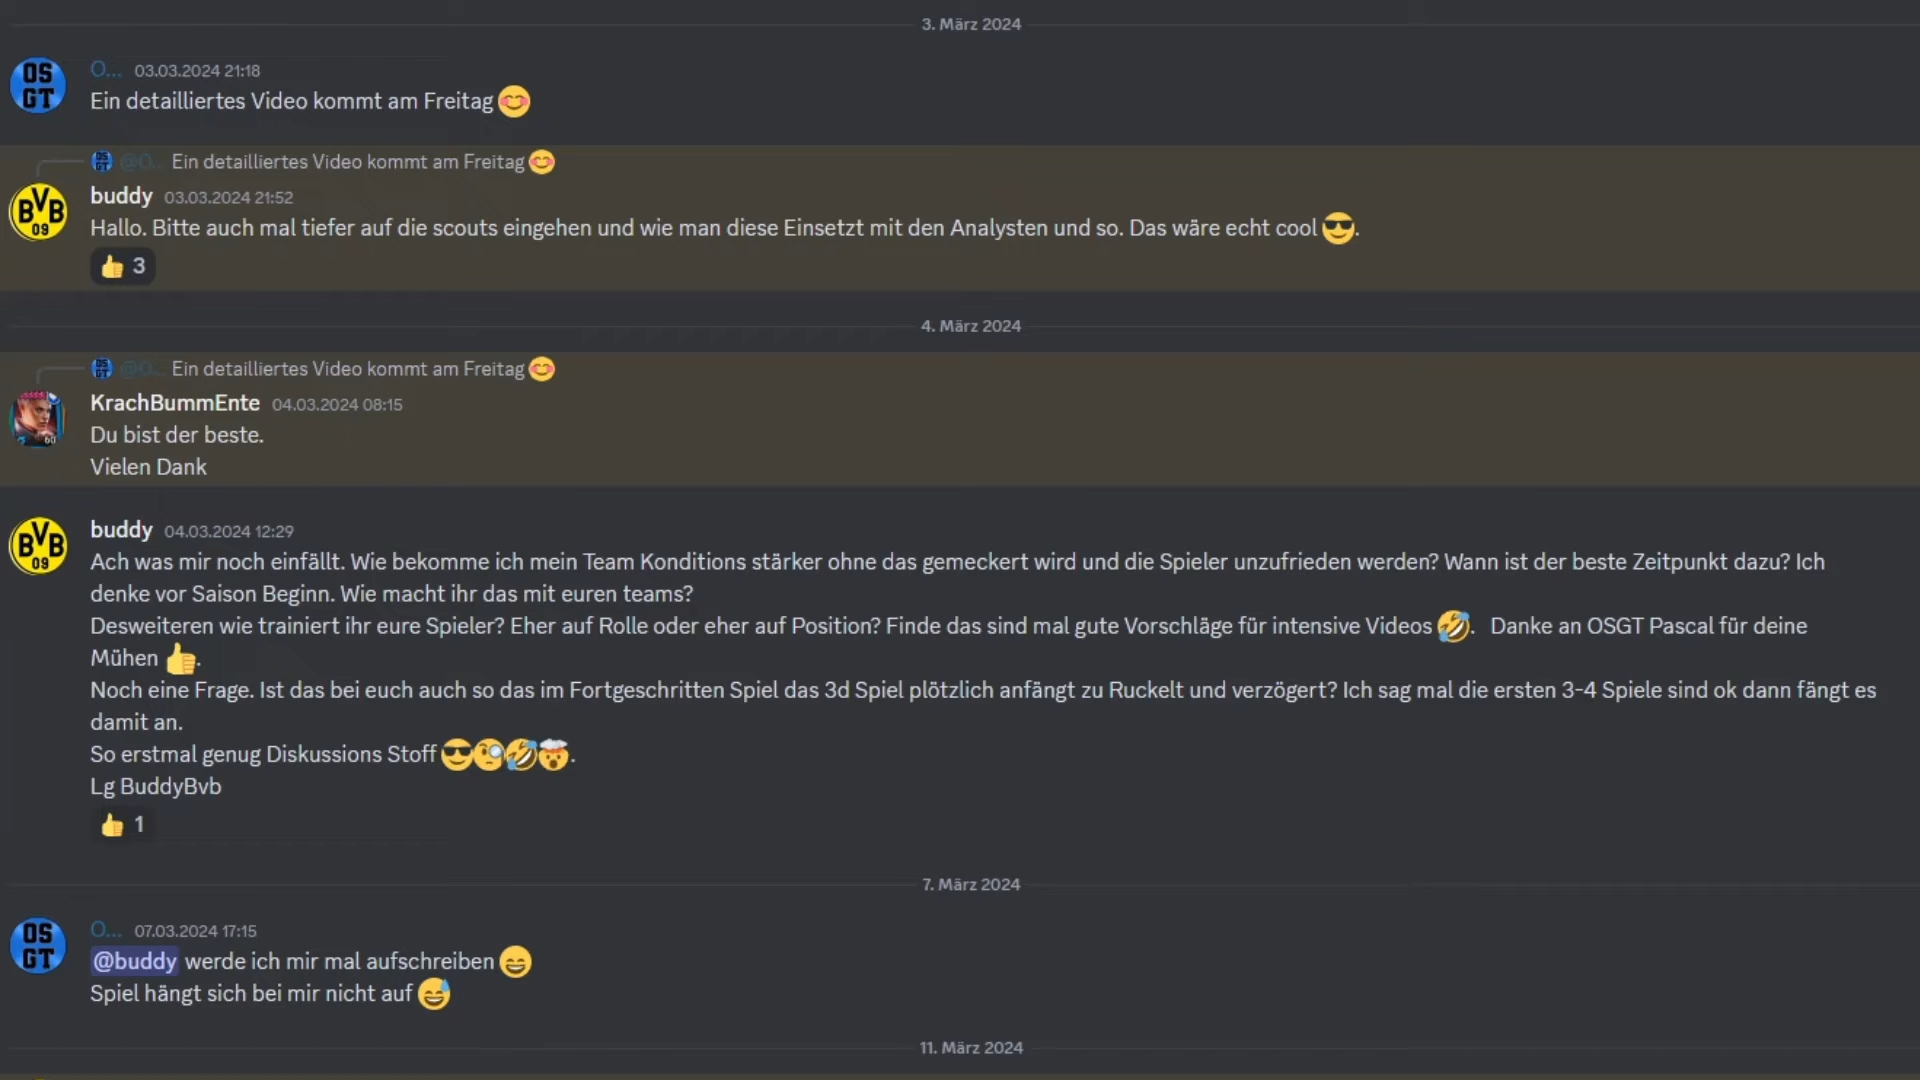 3. März 2024
OS
GT
O... 03.03.2024 21:18
Ein detailliertes Video kommt am Freitag 😊
@O... Ein detailliertes Video kommt am Freitag 😊
BVB
09
buddy 03.03.2024 21:52
Hallo. Bitte auch mal tiefer auf die scouts eingehen und wie man diese Einsetzt mit den Analysten und so. Das wäre echt cool 😎.
👍 3
4. März 2024
@O... Ein detailliertes Video kommt am Freitag 😊
60
KrachBummEnte 04.03.2024 08:15
Du bist der beste.
Vielen Dank
BVB
09
buddy 04.03.2024 12:29
Ach was mir noch einfällt. Wie bekomme ich mein Team Konditions stärker ohne das gemeckert wird und die Spieler unzufrieden werden? Wann ist der beste Zeitpunkt dazu? Ich
denke vor Saison Beginn. Wie macht ihr das mit euren teams?
Desweiteren wie trainiert ihr eure Spieler? Eher auf Rolle oder eher auf Position? Finde das sind mal gute Vorschläge für intensive Videos 🤣. Danke an OSGT Pascal für deine
Mühen 👍.
Noch eine Frage. Ist das bei euch auch so das im Fortgeschritten Spiel das 3d Spiel plötzlich anfängt zu Ruckelt und verzögert? Ich sag mal die ersten 3-4 Spiele sind ok dann fängt es
damit an.
So erstmal genug Diskussions Stoff 😎🧐🤣🤯.
Lg BuddyBvb
👍 1
7. März 2024
OS
GT
O... 07.03.2024 17:15
@buddy werde ich mir mal aufschreiben 😄
Spiel hängt sich bei mir nicht auf 😅
11. März 2024